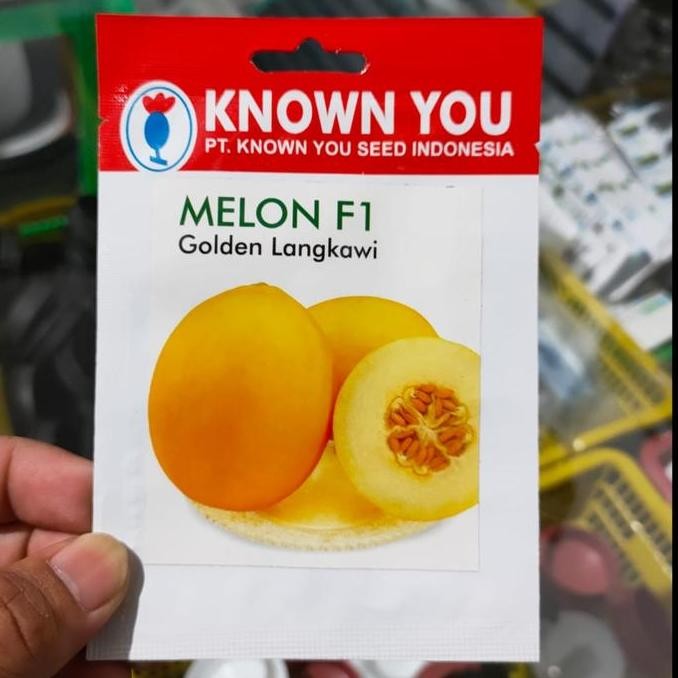 KNOWN YOU
PT. KNOWN YOU SEED INDONESIA
MELON F1
Golden Langkawi